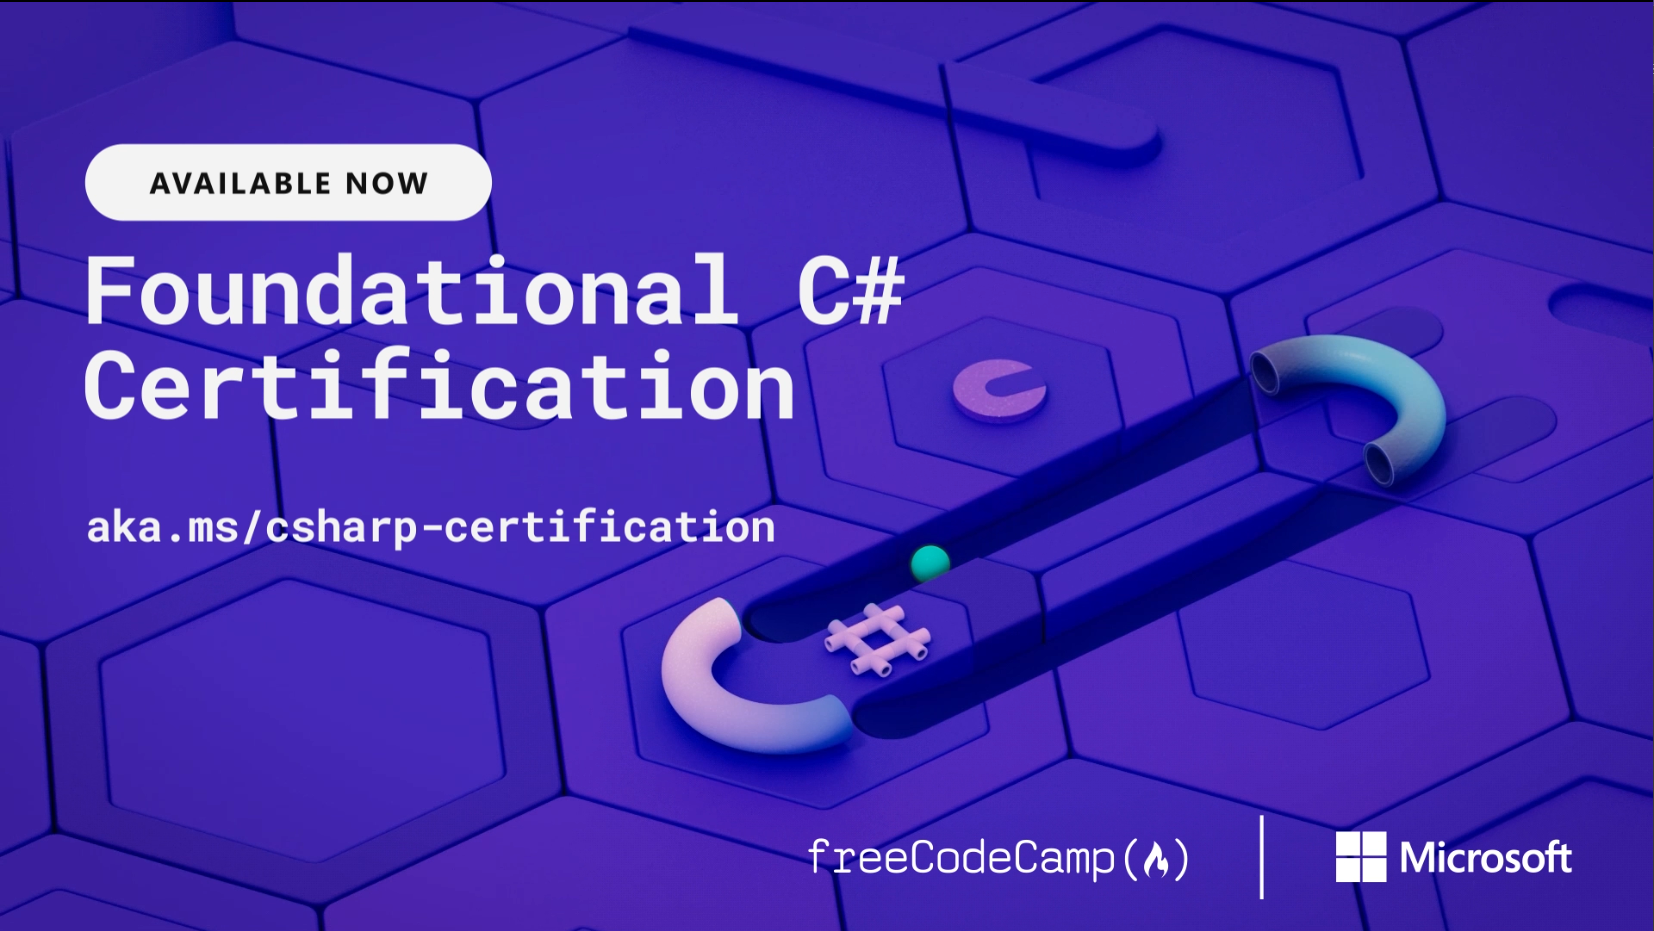 AVAILABLE NOW
Foundational C#
Certification
aka.ms/csharp-certification
freeCodeCamp
Microsoft